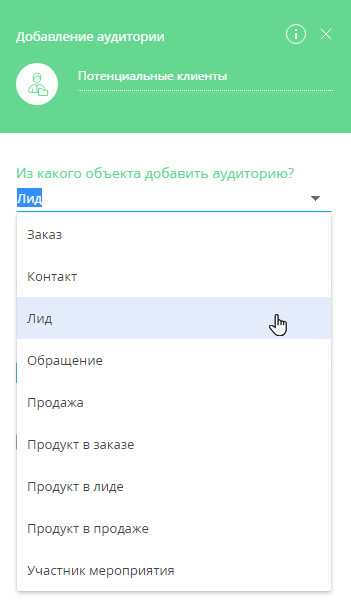 Добавление аудитории
Потенциальные клиенты
Из какого объекта добавить аудиторию?
Лид
Заказ
Контакт
Лид
Обращение
Продажа
Продукт в заказе
Продукт в лиде
Продукт в продаже
Участник мероприятия